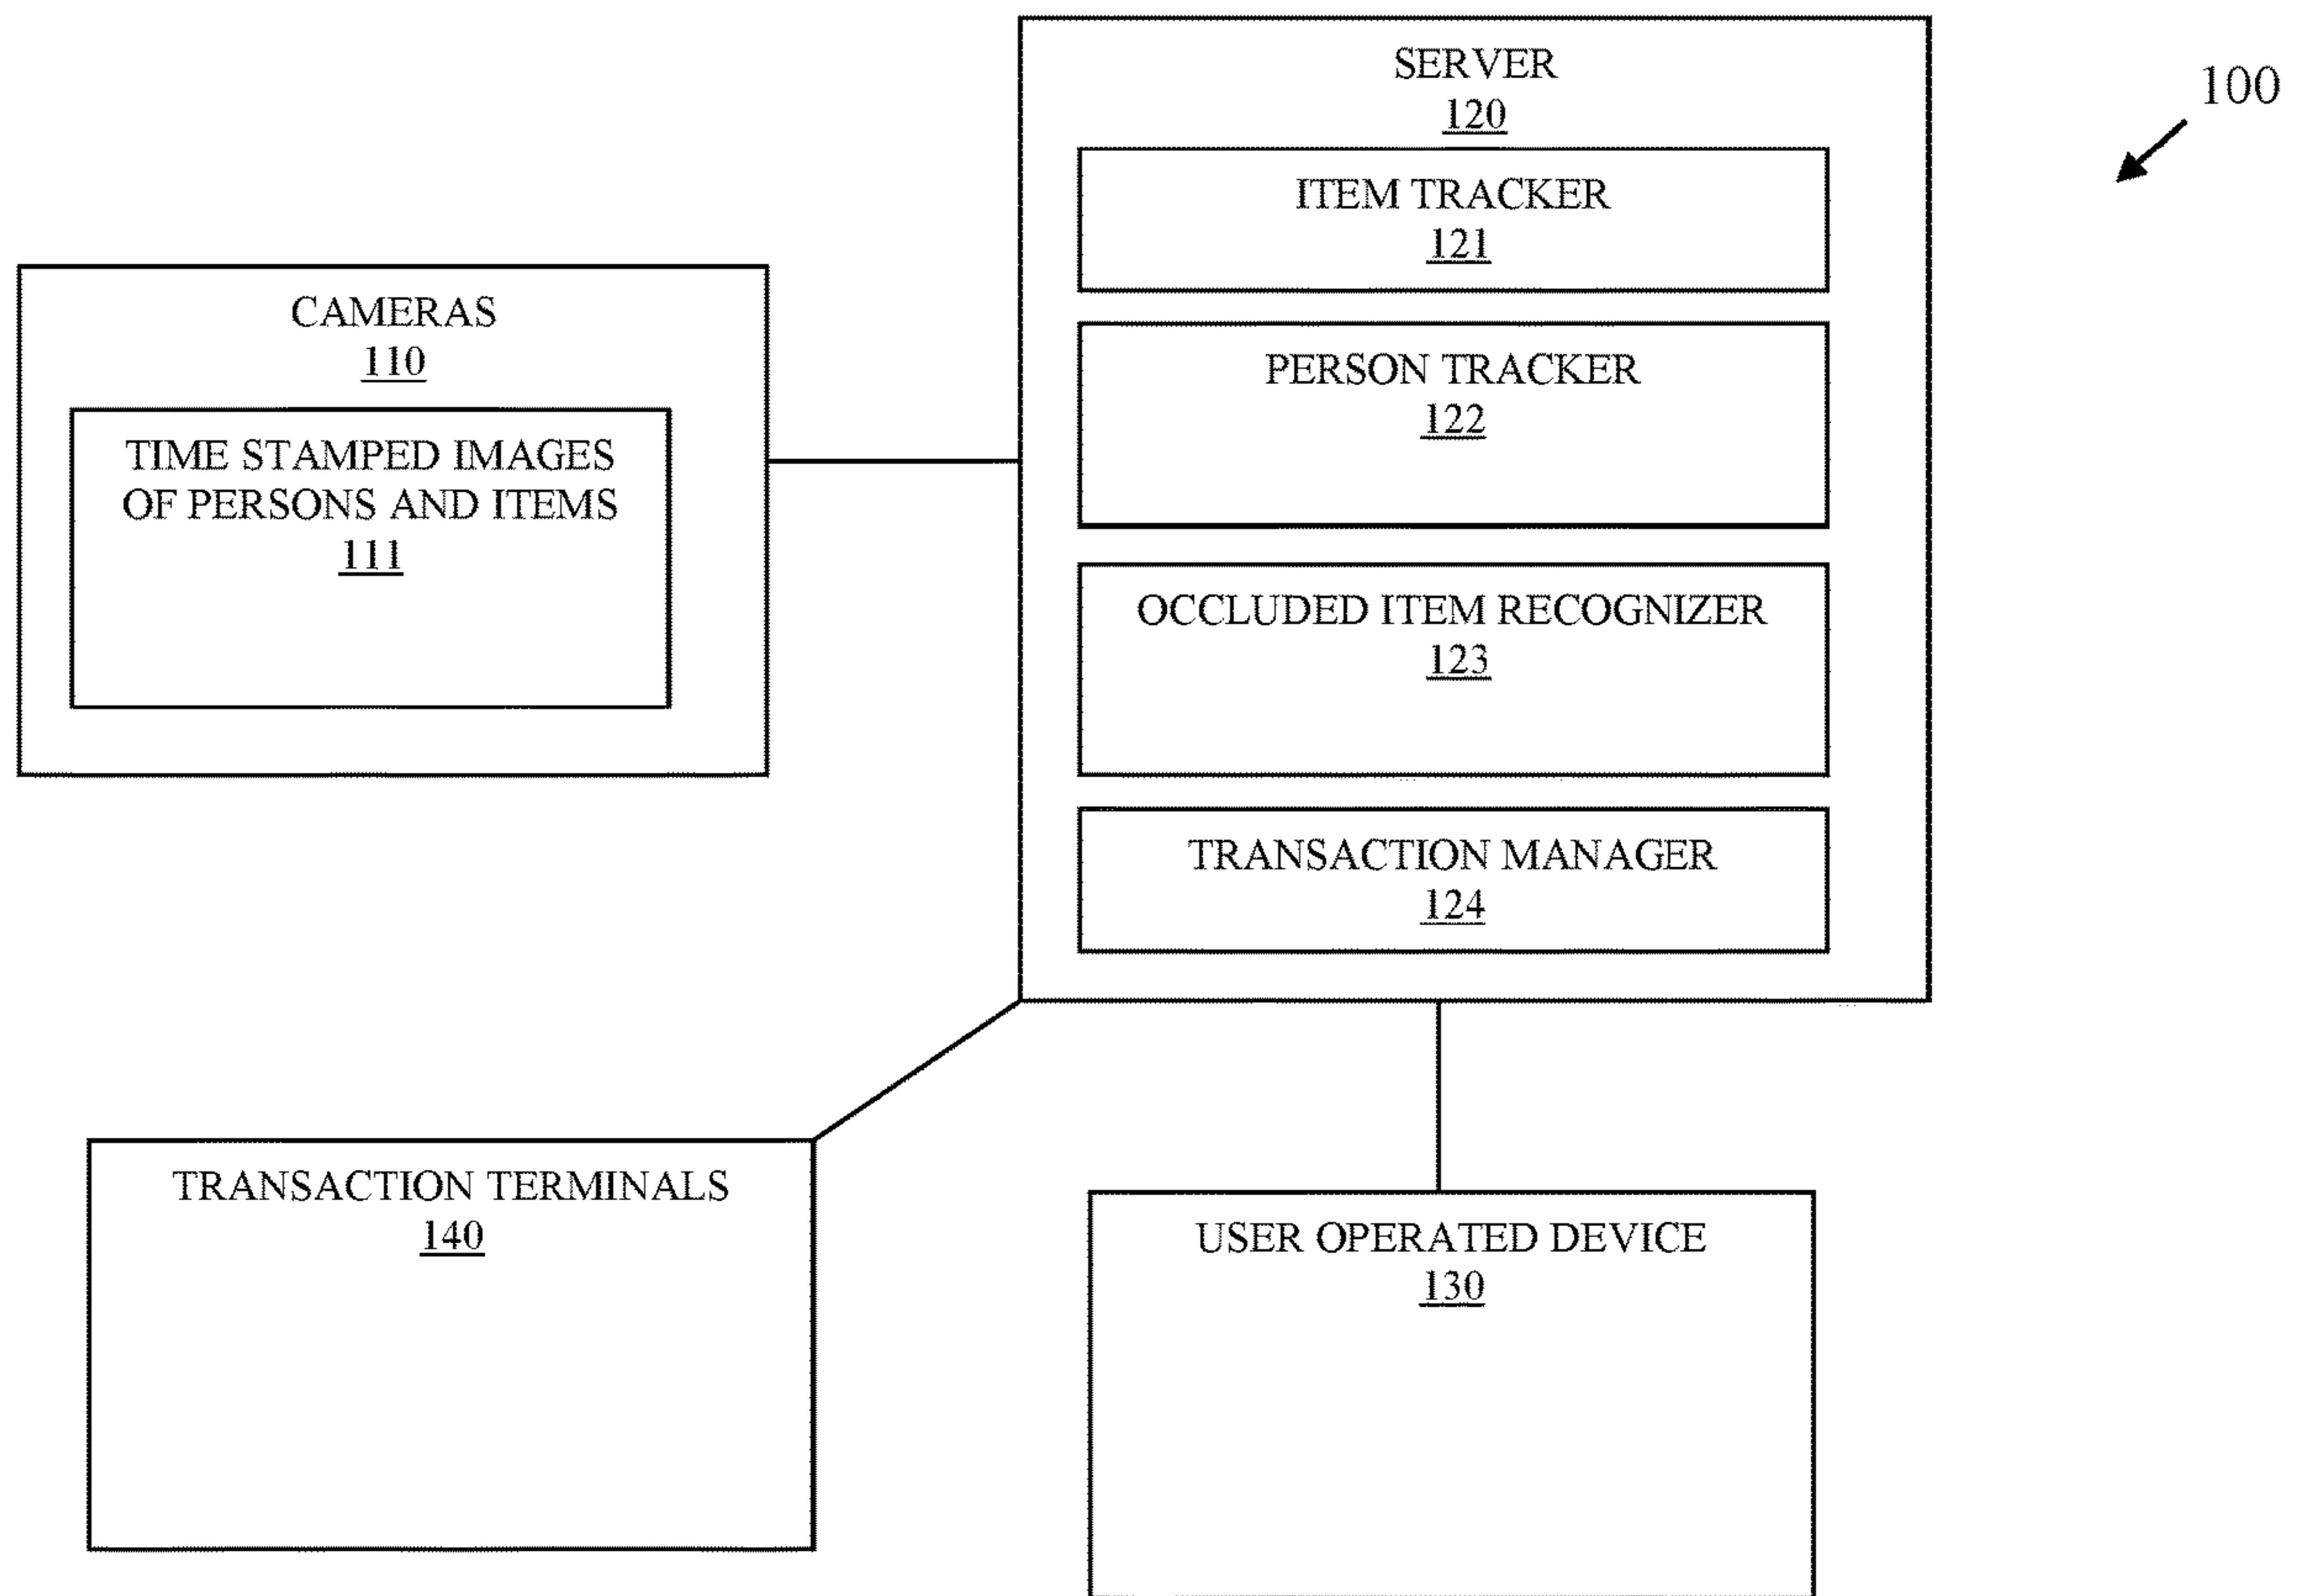 SERVER
120
100
ITEM TRACKER
121
CAMERAS
110
PERSON TRACKER
122
TIME STAMPED IMAGES
OF PERSONS AND ITEMS
111
OCCLUDED ITEM RECOGNIZER
123
TRANSACTION MANAGER
124
TRANSACTION TERMINALS
140
USER OPERATED DEVICE
130